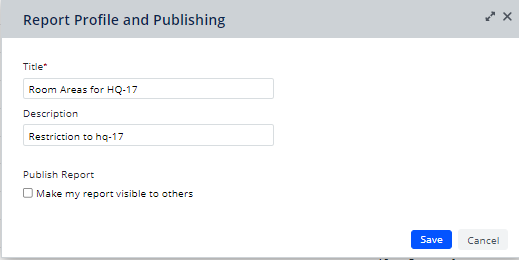 Report Profile and Publishing
Title*
Room Areas for HQ-17
Description
Restriction to hq-17
Publish Report
Make my report visible to others
Save
Cancel